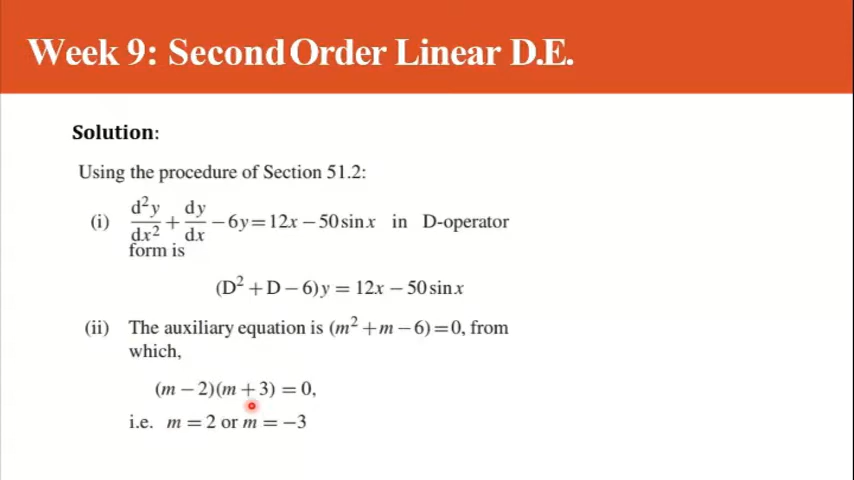 Week 9: Second Order Linear D.E.
Solution:
Using the procedure of Section 51.2:
(i) d²y/dx² + dy/dx − 6y = 12x − 50 sin x in D-operator
form is
(D² + D − 6)y = 12x − 50 sin x
(ii) The auxiliary equation is (m² + m − 6) = 0, from
which,
(m − 2)(m + 3) = 0,
i.e. m = 2 or m = −3